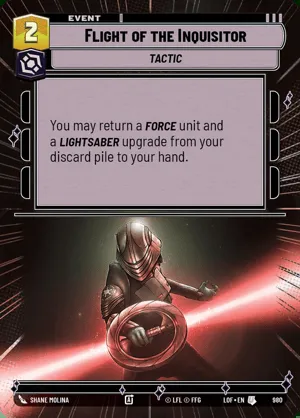 EVENT
2
FLIGHT OF THE INQUISITOR
TACTIC
You may return a FORCE unit and
a LIGHTSABER upgrade from your
discard pile to your hand.
SHANE MOLINA
© LFL © FFG
LOF • EN
980